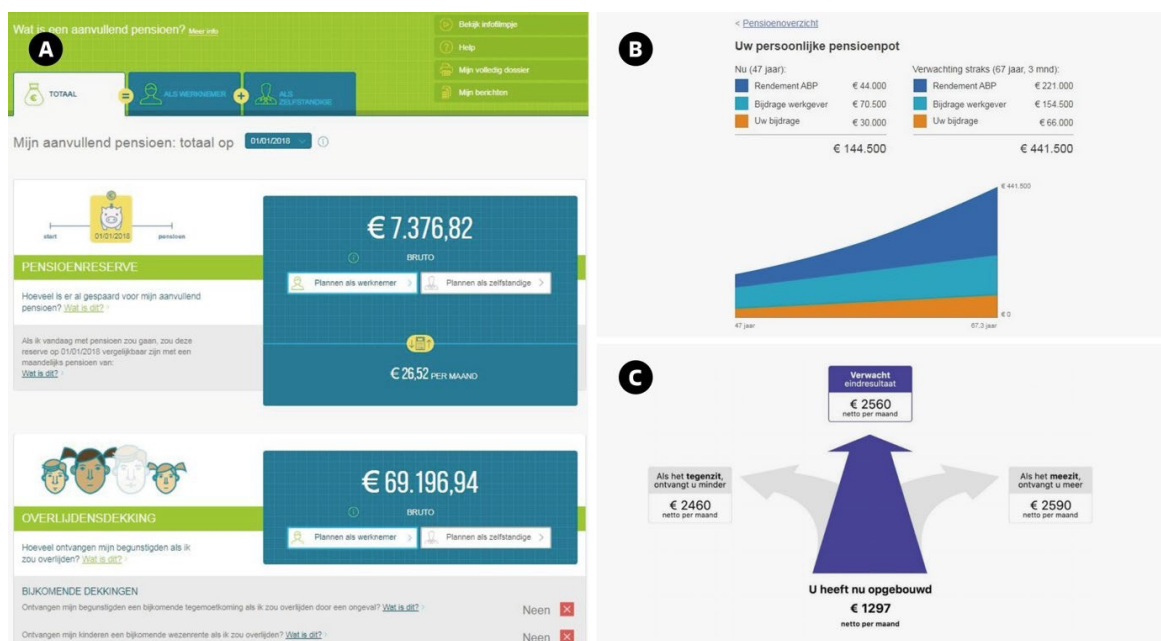 Wat is een aanvullend pensioen? Meer info
A
Bekijk infofilmpje
Help
Mijn volledig dossier
Mijn berichten
TOTAAL
=
ALS WERKNEMER
+
ALS
ZELFSTANDIGE
Mijn aanvullend pensioen: totaal op 01/01/2018
start
01/01/2018
pensioen
€ 7.376,82
BRUTO
Plannen als werknemer >
Plannen als zelfstandige >
PENSIOENRESERVE
Hoeveel is er al gespaard voor mijn aanvullend
pensioen? Wat is dit? >
Als ik vandaag met pensioen zou gaan, zou deze
reserve op 01/01/2018 vergelijkbaar zijn met een
maandelijks pensioen van:
Wat is dit? >
€ 26,52 PER MAAND
€ 69.196,94
BRUTO
Plannen als werknemer >
Plannen als zelfstandige >
OVERLIJDENSDEKKING
Hoeveel ontvangen mijn begunstigden als ik
zou overlijden? Wat is dit? >
BIJKOMENDE DEKKINGEN
Ontvangen mijn begunstigden een bijkomende tegemoetkoming als ik zou overlijden door een ongeval? Wat is dit? >
Neen
Ontvangen mijn kinderen een bijkomende wezenrente als ik zou overlijden? Wat is dit? >
Neen
B
< Pensioenoverzicht
Uw persoonlijke pensioenpot
Nu (47 jaar):
Rendement ABP € 44.000
Bijdrage werkgever € 70.500
Uw bijdrage € 30.000
€ 144.500
Verwachting straks (67 jaar, 3 mnd):
Rendement ABP € 221.000
Bijdrage werkgever € 154.500
Uw bijdrage € 66.000
€ 441.500
€ 441.500
€ 0
47 jaar
67.3 jaar
C
Verwacht
eindresultaat
€ 2560
netto per maand
Als het tegenzit,
ontvangt u minder
€ 2460
netto per maand
Als het meezit,
ontvangt u meer
€ 2590
netto per maand
U heeft nu opgebouwd
€ 1297
netto per maand